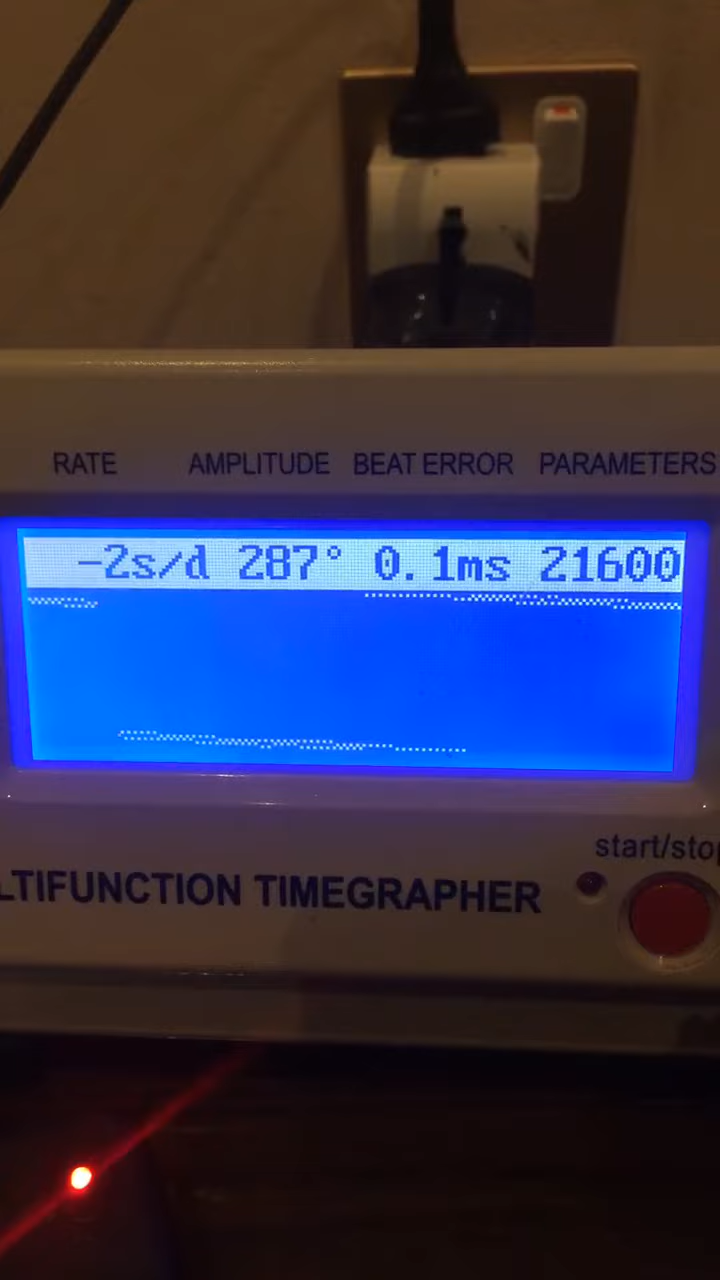 RATE AMPLITUDE BEAT ERROR PARAMETERS
-2s/d 287° 0.1ms 21600
start/stop
LTIFUNCTION TIMEGRAPHER